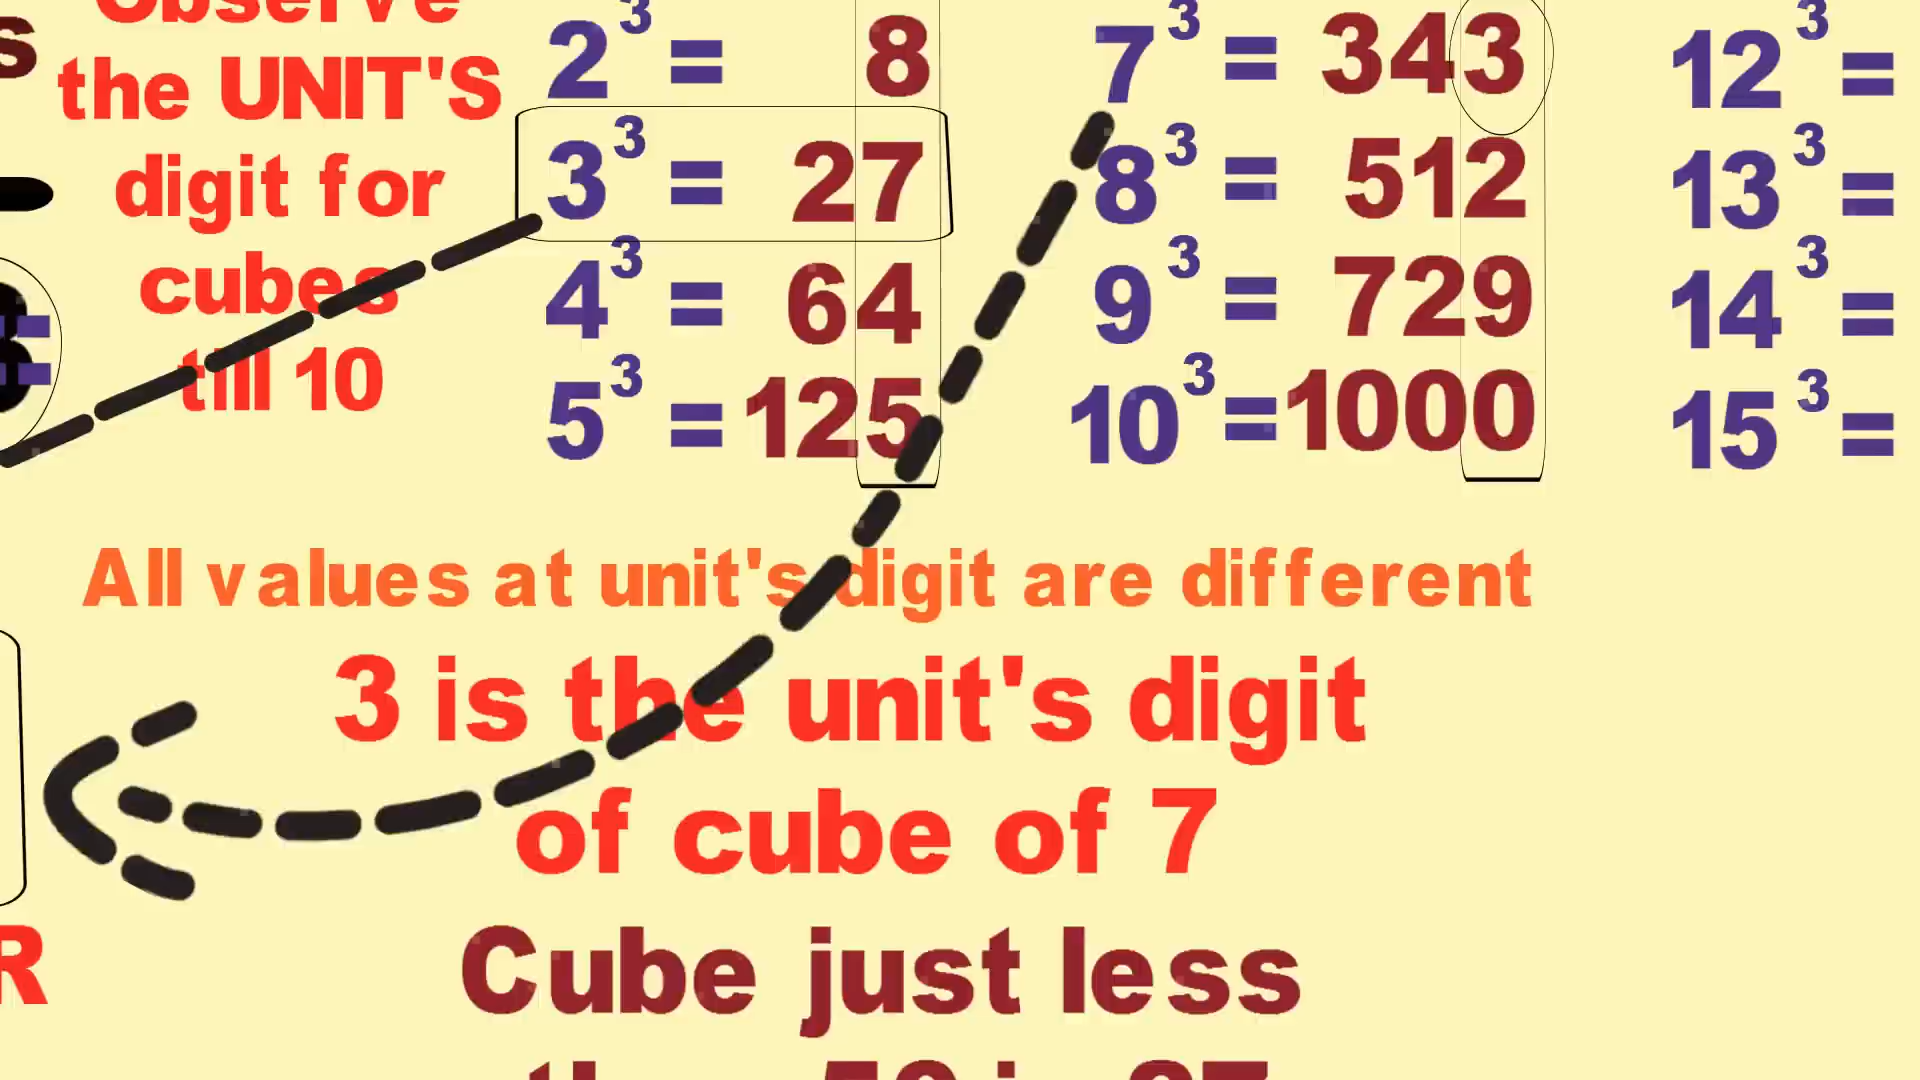 Observe
the UNIT'S
digit for
cubes
till 10
2³ = 8
3³ = 27
4³ = 64
5³ = 125
7³ = 343
8³ = 512
9³ = 729
10³ = 1000
12³ =
13³ =
14³ =
15³ =
All values at unit's digit are different
3 is the unit's digit
of cube of 7
Cube just less